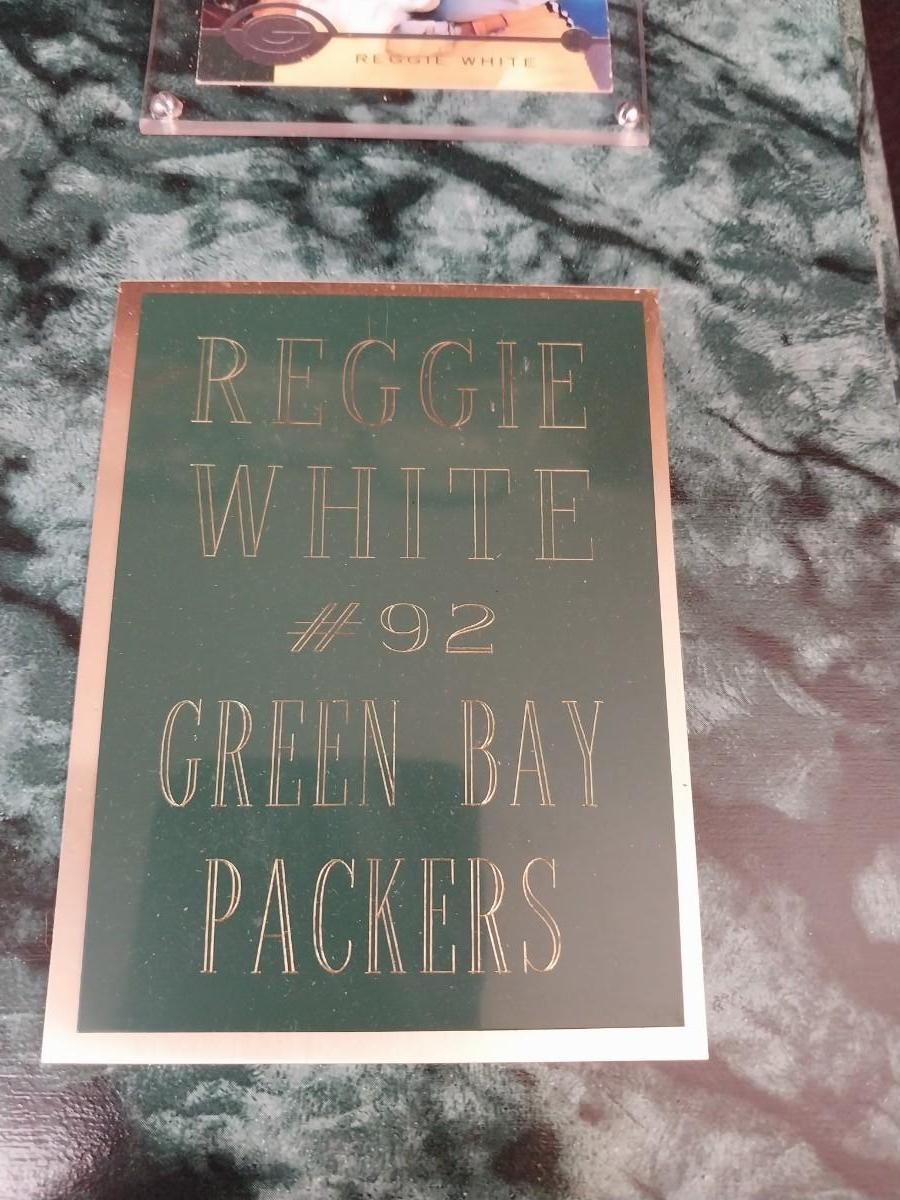 G
REGGIE WHITE
REGGIE
WHITE
#92
GREEN BAY
PACKERS